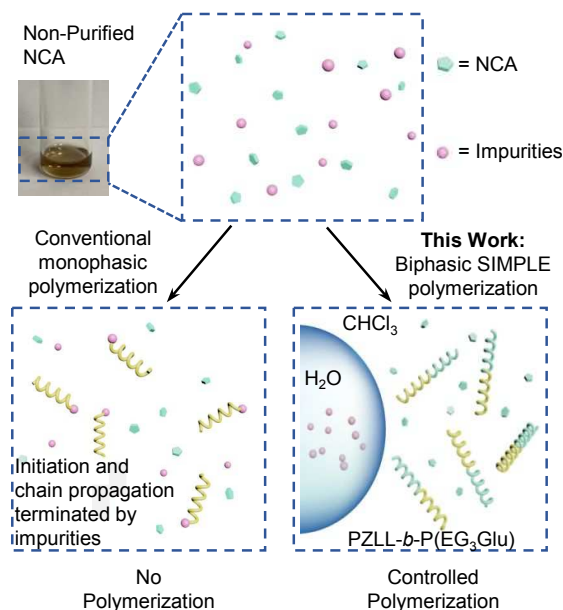 Non-Purified
NCA
= NCA
= Impurities
Conventional
monophasic
polymerization
This Work:
Biphasic SIMPLE
polymerization
Initiation and
chain propagation
terminated by
impurities
CHCl₃
H₂O
PZLL-b-P(EG₃Glu)
No
Polymerization
Controlled
Polymerization